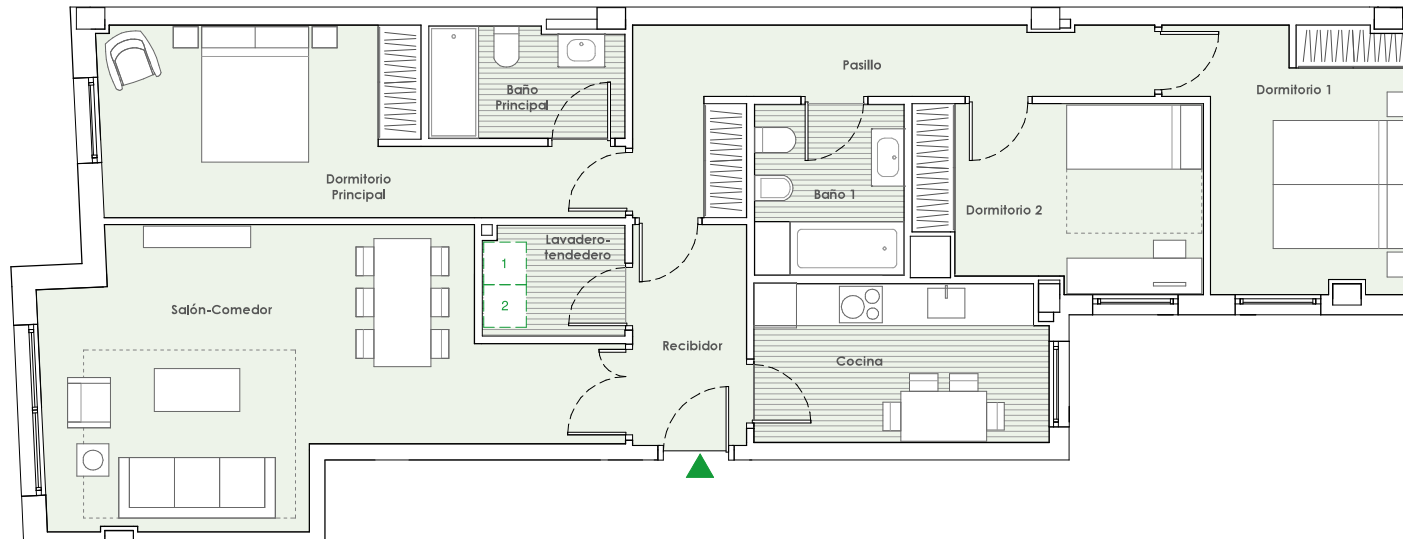 Pasillo
Baño
Principal
Dormitorio 1
Dormitorio
Principal
Baño 1
Dormitorio 2
Lavadero-
tendedero
1
2
Salón-Comedor
Recibidor
Cocina